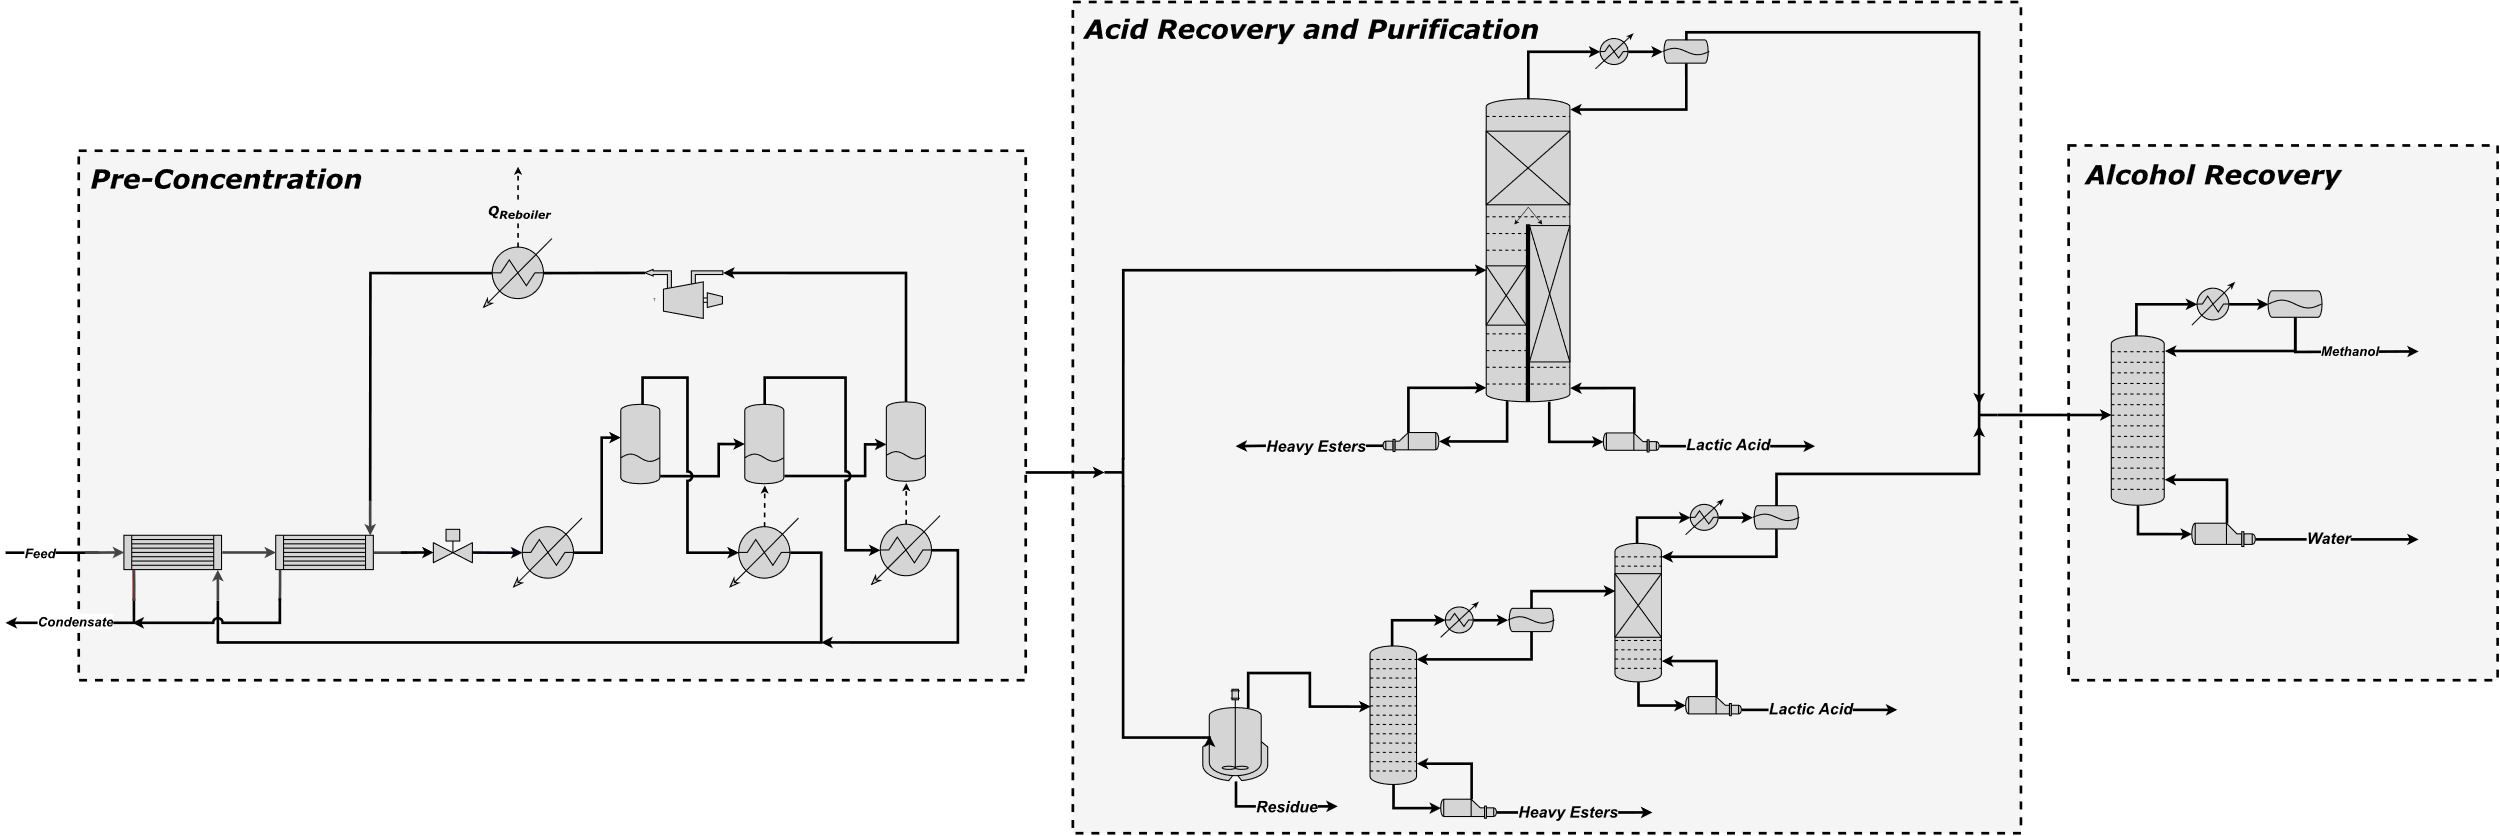 Acid Recovery and Purification
Pre-Concentration
Alcohol Recovery
QReboiler
Methanol
Heavy Esters
Lactic Acid
Water
Feed
Condensate
Lactic Acid
Residue
Heavy Esters